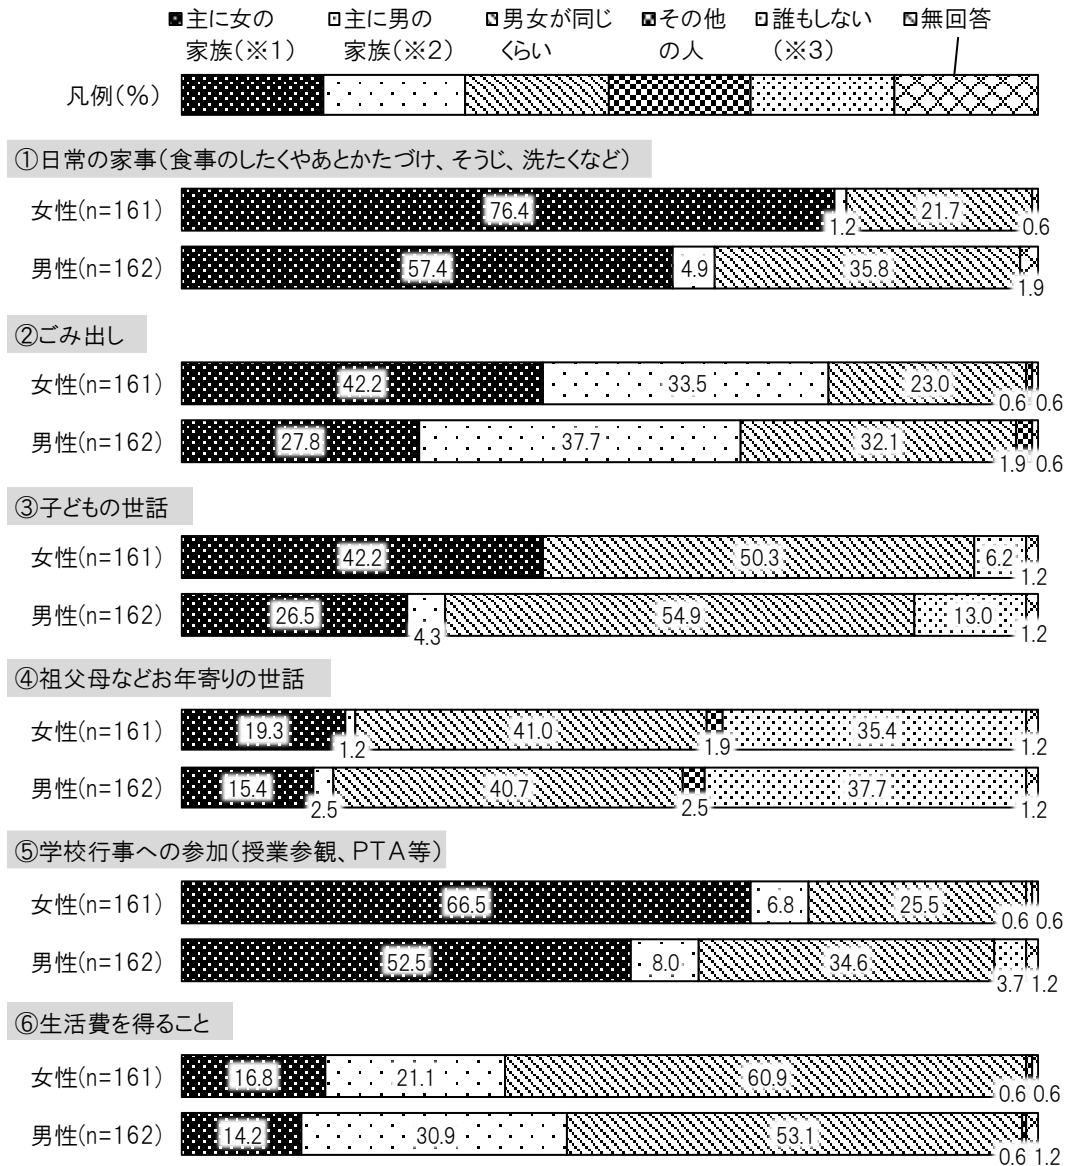 主に女の 主に男の 男女が同じ その他 誰もしない 無回答
家族(※1) 家族(※2) くらい の人 (※3)
凡例(%)
①日常の家事(食事のしたくやあとかたづけ、そうじ、洗たくなど)
女性(n=161) 76.4 1.2 21.7 0.6
男性(n=162) 57.4 4.9 35.8 1.9
②ごみ出し
女性(n=161) 42.2 33.5 23.0 0.6 0.6
男性(n=162) 27.8 37.7 32.1 1.9 0.6
③子どもの世話
女性(n=161) 42.2 50.3 6.2 1.2
男性(n=162) 26.5 4.3 54.9 13.0 1.2
④祖父母などお年寄りの世話
女性(n=161) 19.3 1.2 41.0 1.9 35.4 1.2
男性(n=162) 15.4 2.5 40.7 2.5 37.7 1.2
⑤学校行事への参加(授業参観、PTA等)
女性(n=161) 66.5 6.8 25.5 0.6 0.6
男性(n=162) 52.5 8.0 34.6 3.7 1.2
⑥生活費を得ること
女性(n=161) 16.8 21.1 60.9 0.6 0.6
男性(n=162) 14.2 30.9 53.1 0.6 1.2